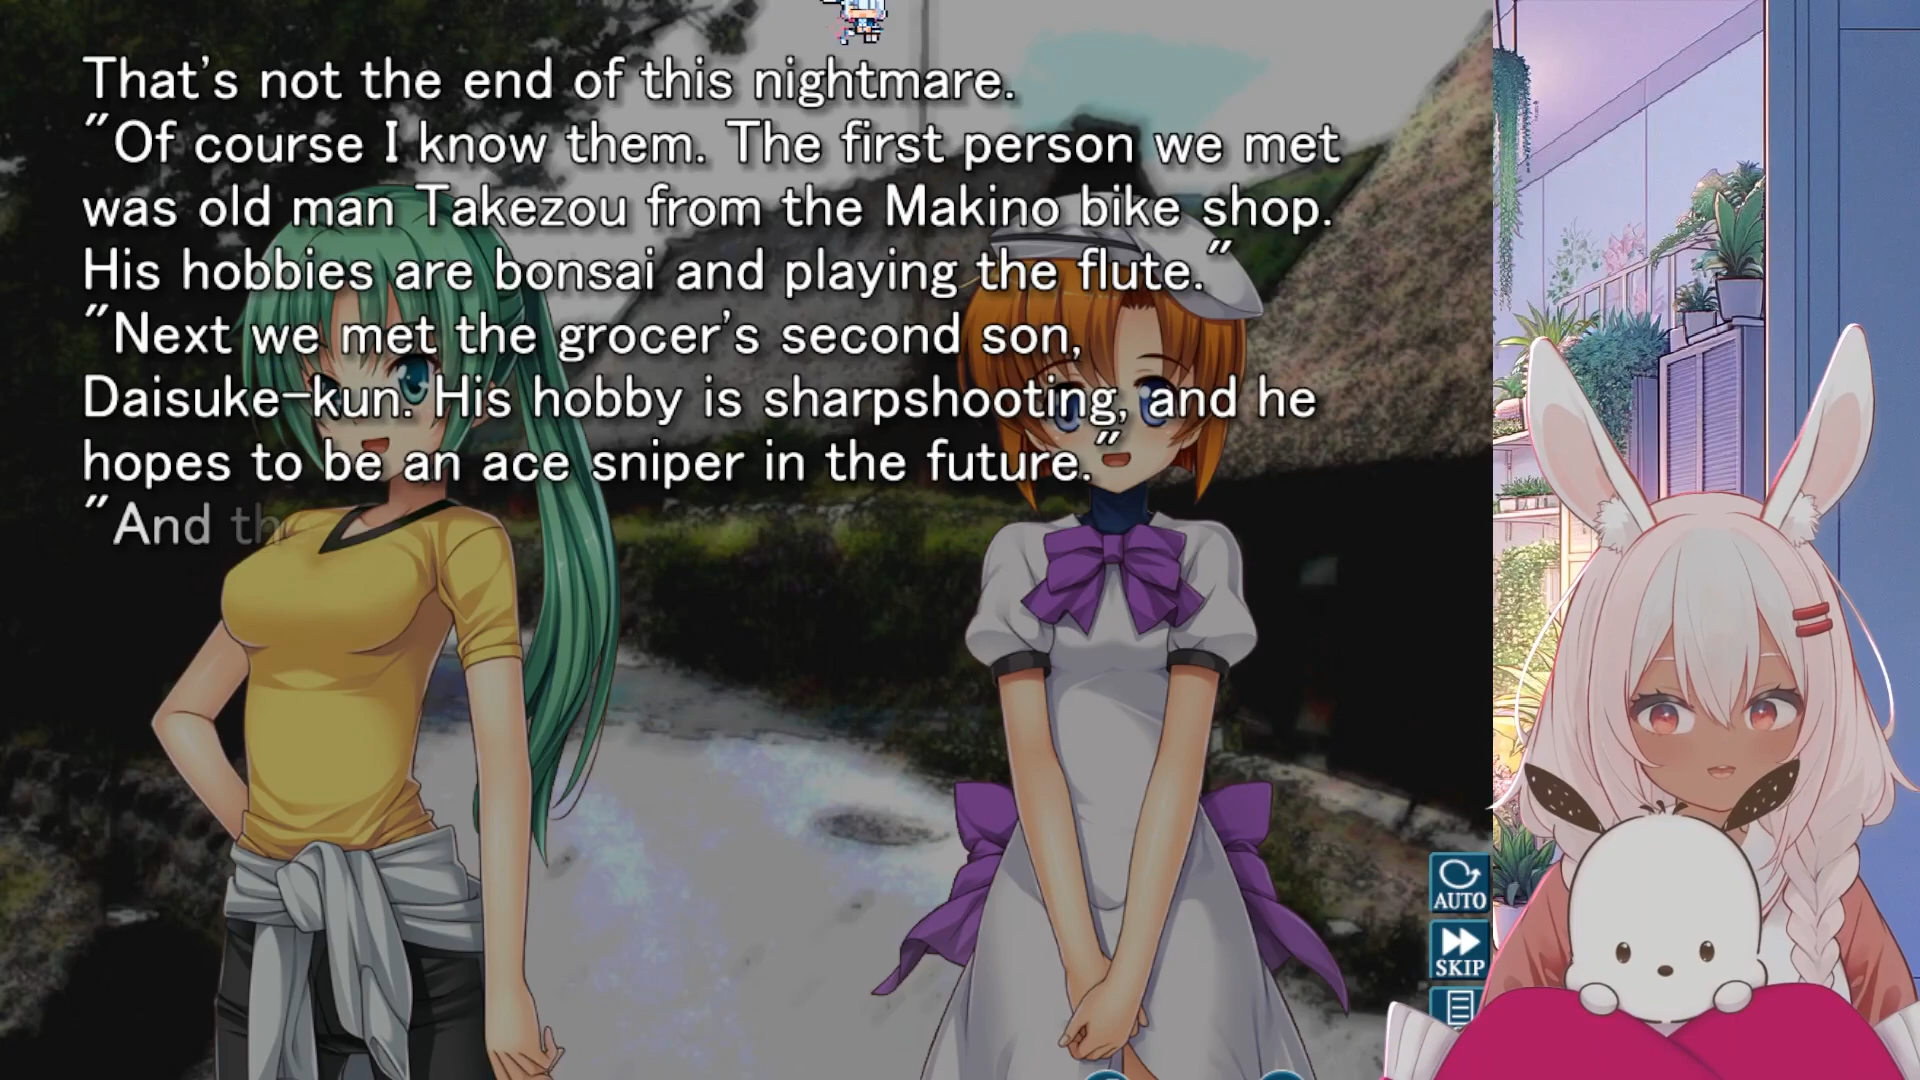 That's not the end of this nightmare.
"Of course I know them. The first person we met
was old man Takezou from the Makino bike shop.
His hobbies are bonsai and playing the flute."
"Next we met the grocer's second son,
Daisuke-kun. His hobby is sharpshooting, and he
hopes to be an ace sniper in the future."
"And th
AUTO
SKIP